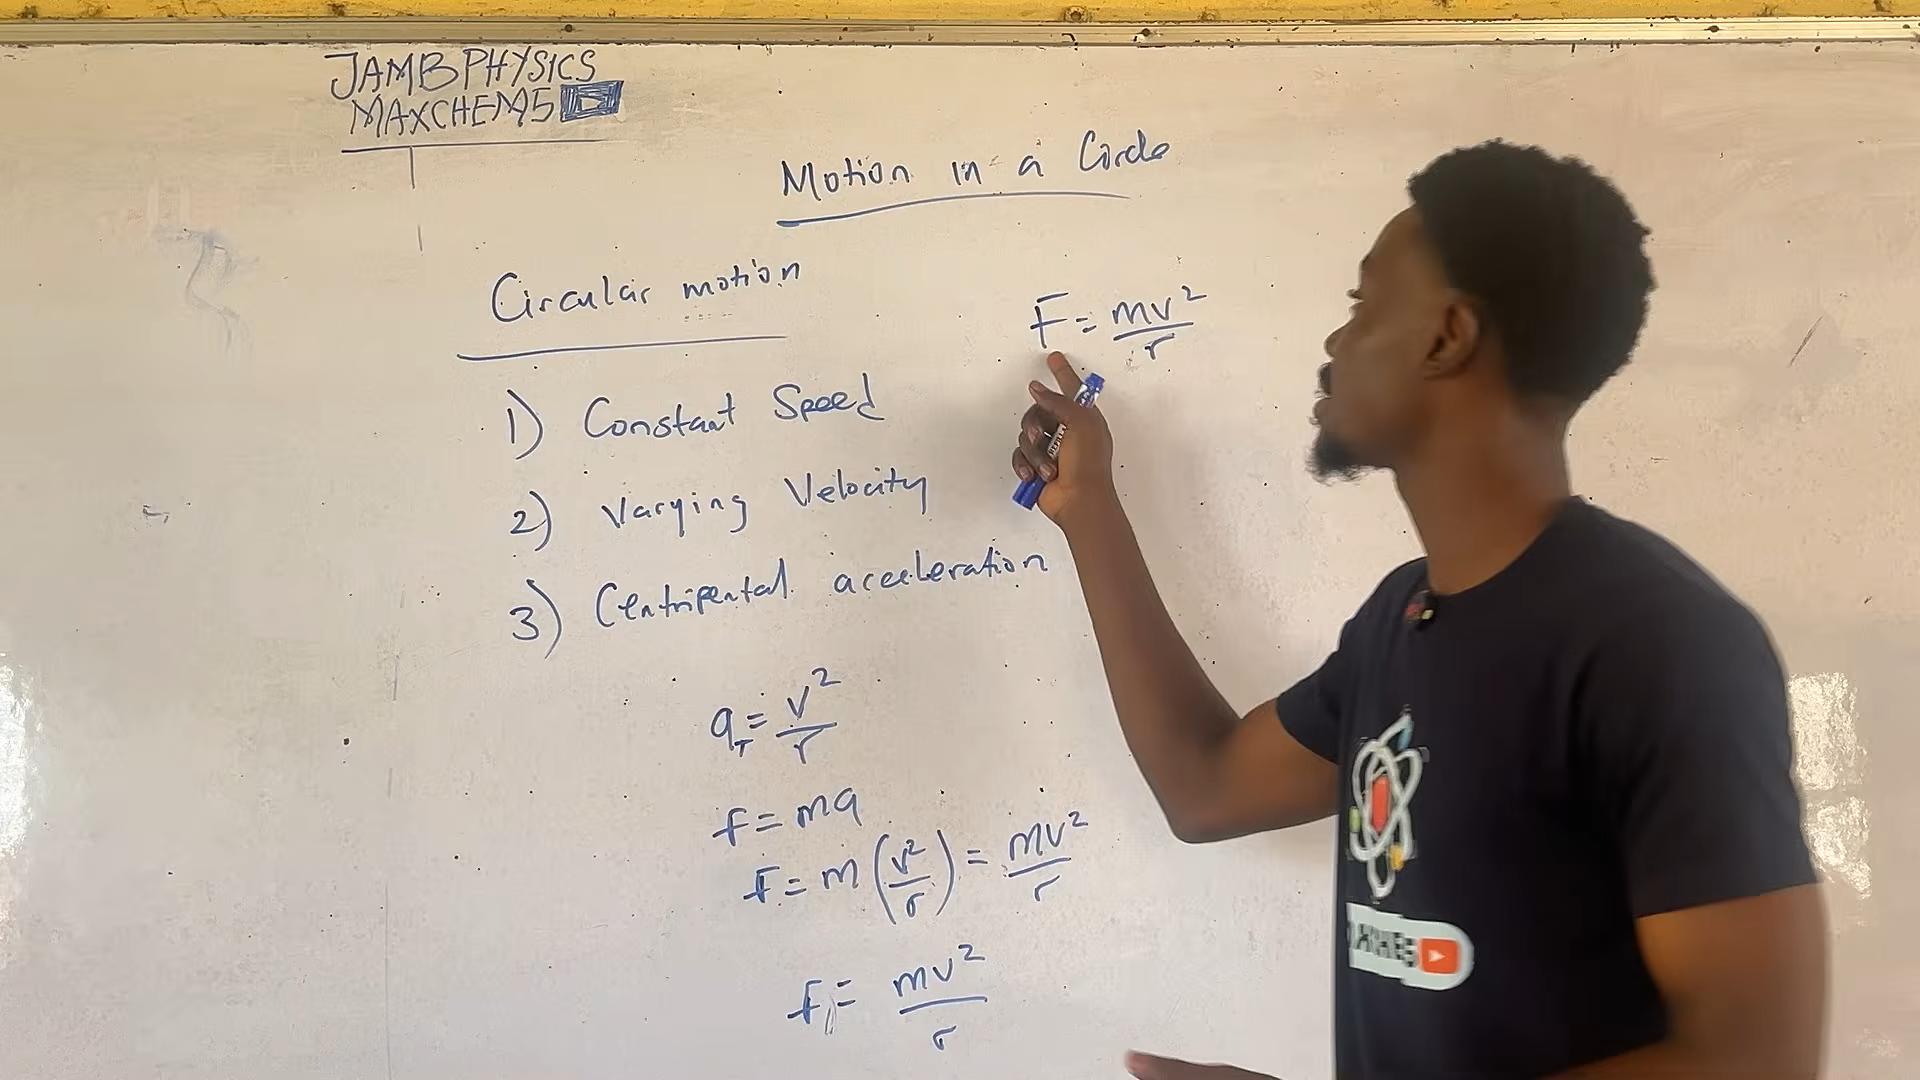 JAMB PHYSICS
MAXCHEM5
Motion in a Circle
Circular motion
1) Constant Speed
2) Varying Velocity
3) Centripental acceleration
a = v²/r
F = ma
F = m(v²/r) = mv²/r
F = mv²/r
F = mv²/r